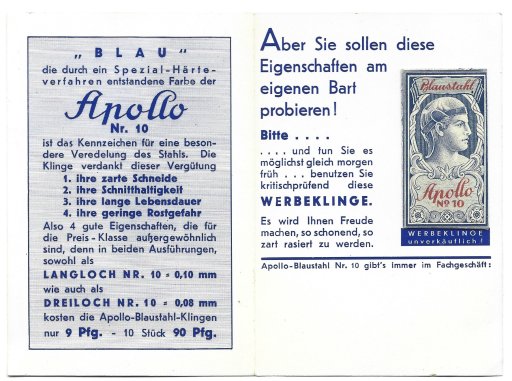 „BLAU"
die durch ein Spezial-Härte-
verfahren entstandene Farbe der
Apollo
Nr. 10
ist das Kennzeichen für eine beson-
dere Veredelung des Stahls. Die
Klinge verdankt dieser Vergütung
1. ihre zarte Schneide
2. ihre Schnitthaltigkeit
3. ihre lange Lebensdauer
4. ihre geringe Rostgefahr
Also 4 gute Eigenschaften, die für
die Preis-Klasse außergewöhnlich
sind, denn in beiden Ausführungen,
sowohl als
LANGLOCH NR. 10 = 0,10 mm
wie auch als
DREILOCH NR. 10 = 0,08 mm
kosten die Apollo-Blaustahl-Klingen
nur 9 Pfg. - 10 Stück 90 Pfg.
Aber Sie sollen diese
Eigenschaften am
eigenen Bart
probieren!
Bitte . . . .
. . . . und tun Sie es
möglichst gleich morgen
früh . . . benutzen Sie
kritischprüfend diese
WERBEKLINGE.
Es wird Ihnen Freude
machen, so schonend, so
zart rasiert zu werden.
Blaustahl
Apollo
No 10
WERBEKLINGE
unverkäuflich!
Apollo-Blaustahl Nr. 10 gibt's immer im Fachgeschäft: